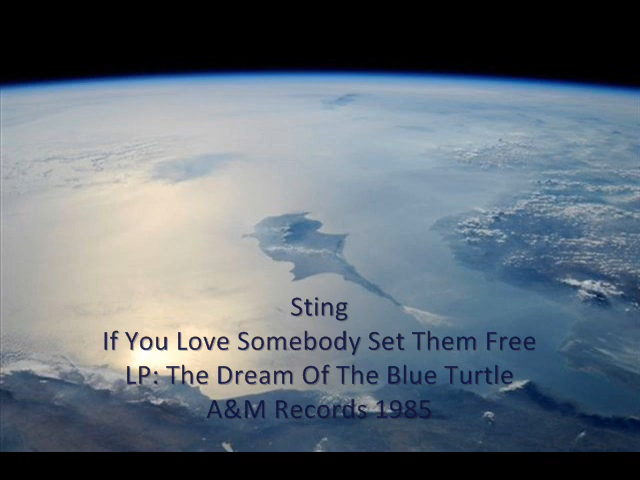 Sting
If You Love Somebody Set Them Free
LP: The Dream Of The Blue Turtle
A&M Records 1985